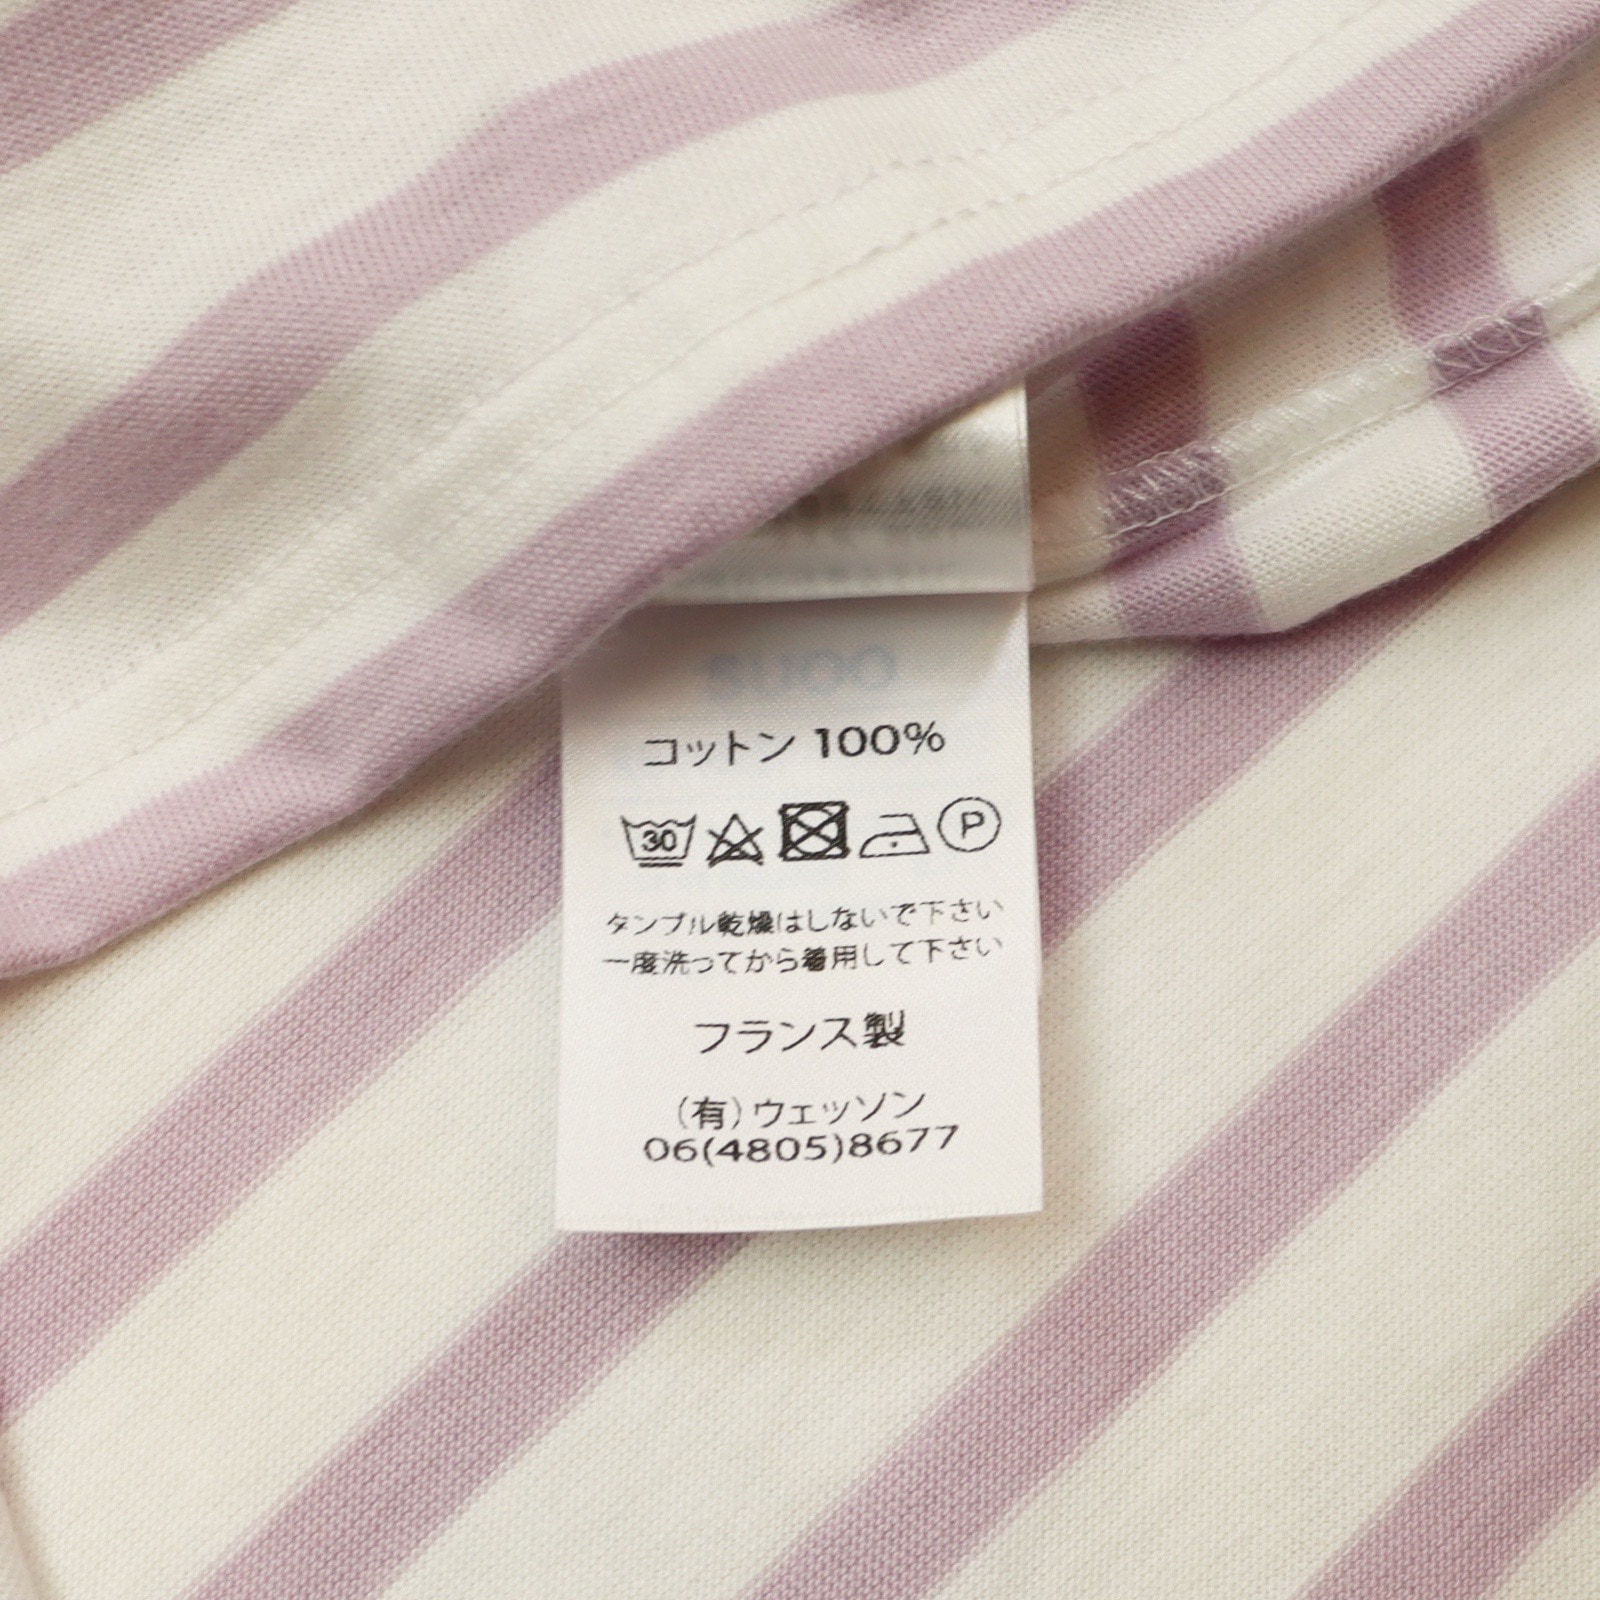 コットン 100%
30 P
タンブル乾燥はしないで下さい
一度洗ってから着用して下さい
フランス製
(有)ウェッソン
06(4805)8677